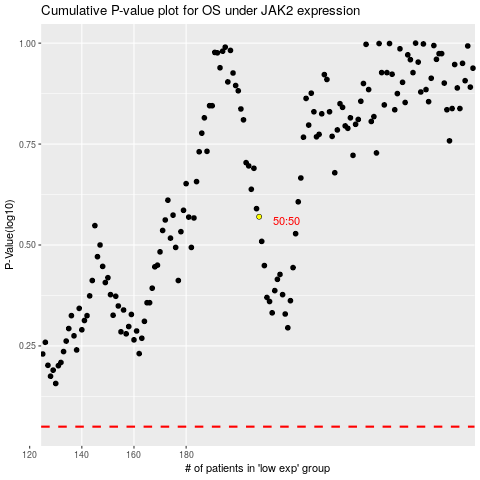 Cumulative P-value plot for OS under JAK2 expression
P-Value(log10)
1.00
0.75
0.50
0.25
50:50
120 140 160 180
# of patients in 'low exp' group